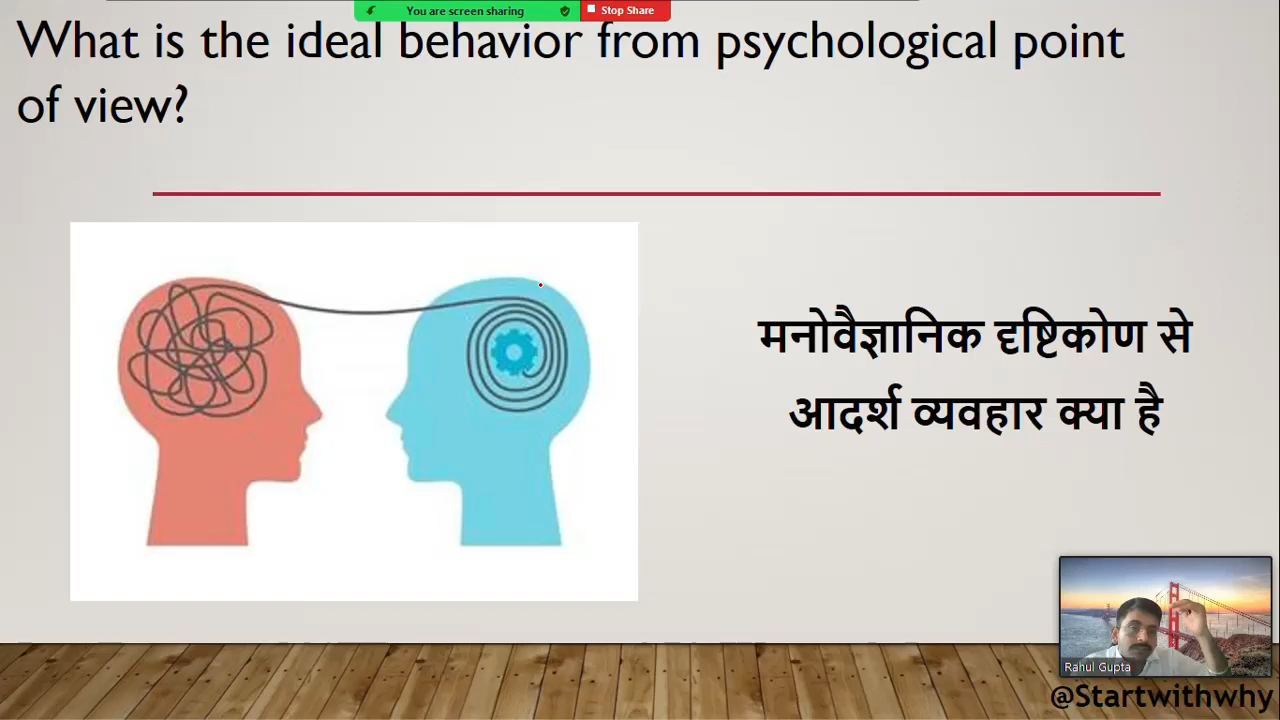 You are screen sharing
Stop Share
What is the ideal behavior from psychological point
of view?
मनोवैज्ञानिक दृष्टिकोण से
आदर्श व्यवहार क्या है
Rahul Gupta
@Startwithwhy